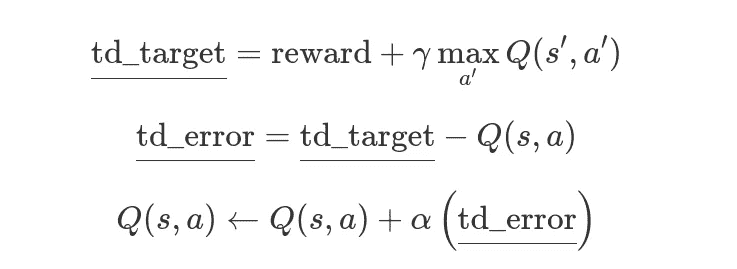 td_target = reward + γ max Q(s′, a′)
a′
td_error = td_target − Q(s, a)
Q(s, a) ← Q(s, a) + α (td_error)